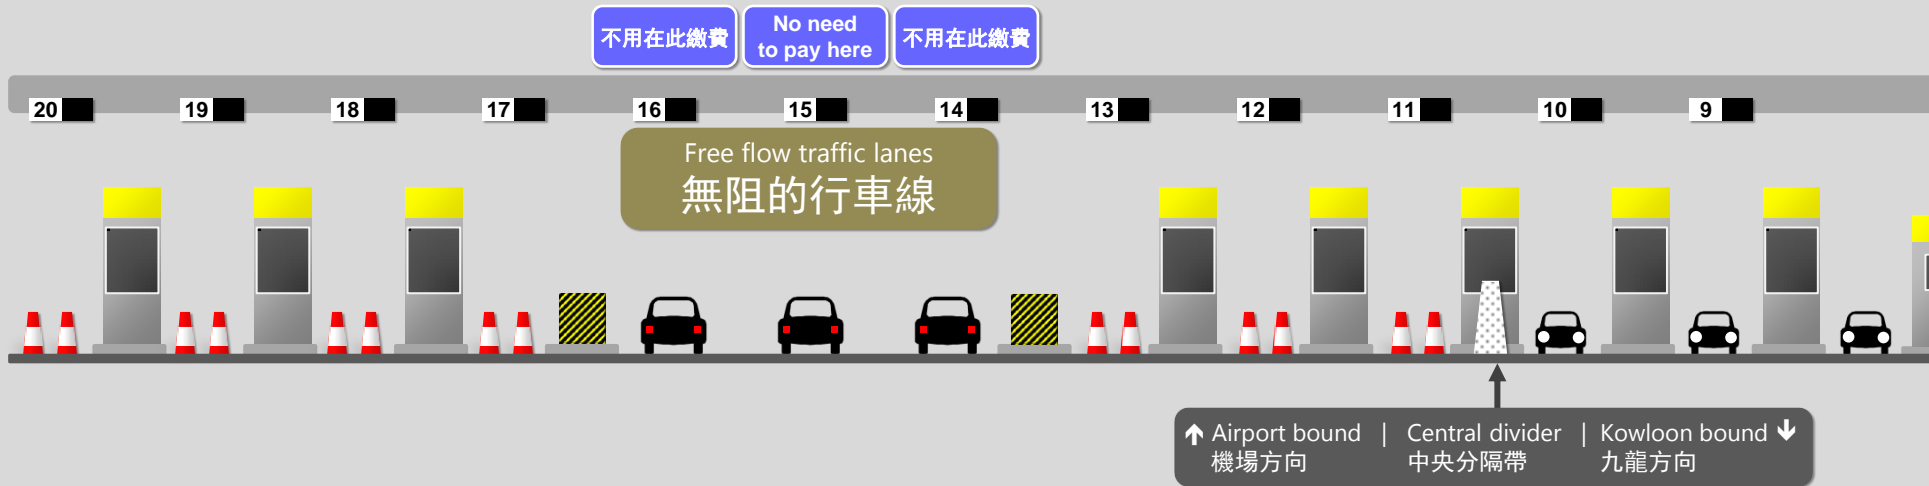 不用在此繳費
No need
to pay here
不用在此繳費
20
19
18
17
16
15
14
13
12
11
10
9
Free flow traffic lanes
無阻的行車線
↑ Airport bound | Central divider | Kowloon bound ↓
機場方向 中央分隔帶 九龍方向